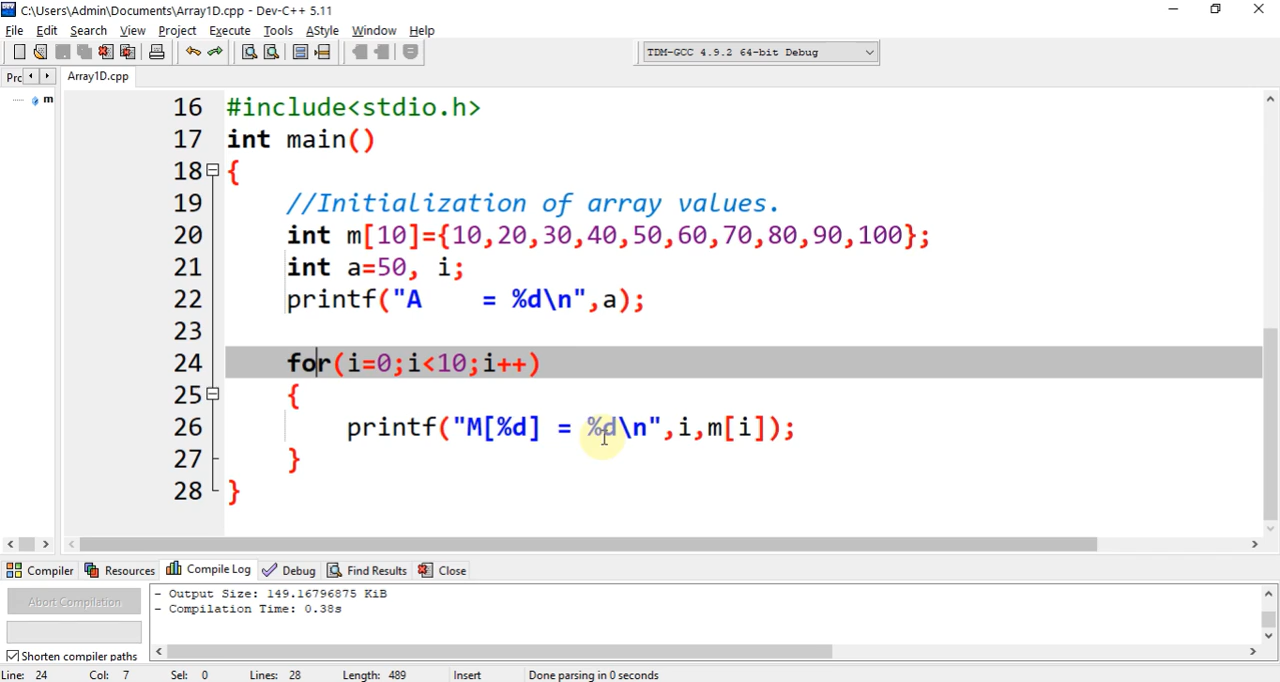 C:\Users\Admin\Documents\Array1D.cpp - Dev-C++ 5.11
File Edit Search View Project Execute Tools AStyle Window Help
TDM-GCC 4.9.2 64-bit Debug
Prc Array1D.cpp
m
16 #include<stdio.h>
17 int main()
18 {
19 //Initialization of array values.
20 int m[10]={10,20,30,40,50,60,70,80,90,100};
21 int a=50, i;
22 printf("A    = %d\n",a);
23
24 for(i=0;i<10;i++)
25 {
26 printf("M[%d] = %d\n",i,m[i]);
27 }
28 }
Compiler Resources Compile Log Debug Find Results Close
Abort Compilation
- Output Size: 149.16796875 KiB
- Compilation Time: 0.38s
Shorten compiler paths
Line: 24 Col: 7 Sel: 0 Lines: 28 Length: 489 Insert Done parsing in 0 seconds